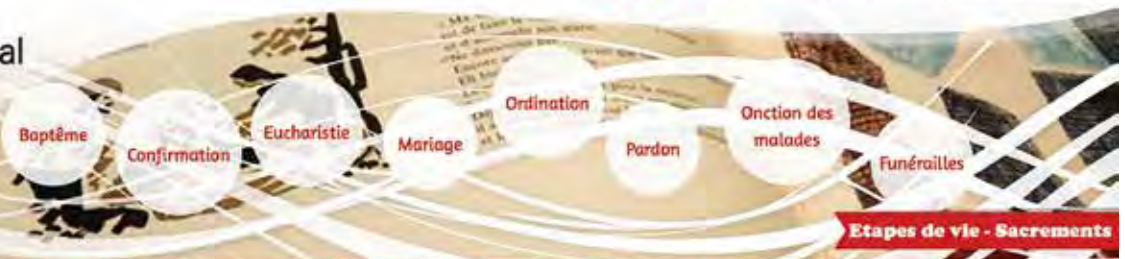 al
Baptême
Confirmation
Eucharistie
Mariage
Ordination
Pardon
Onction des
malades
Funérailles
Etapes de vie - Sacrements